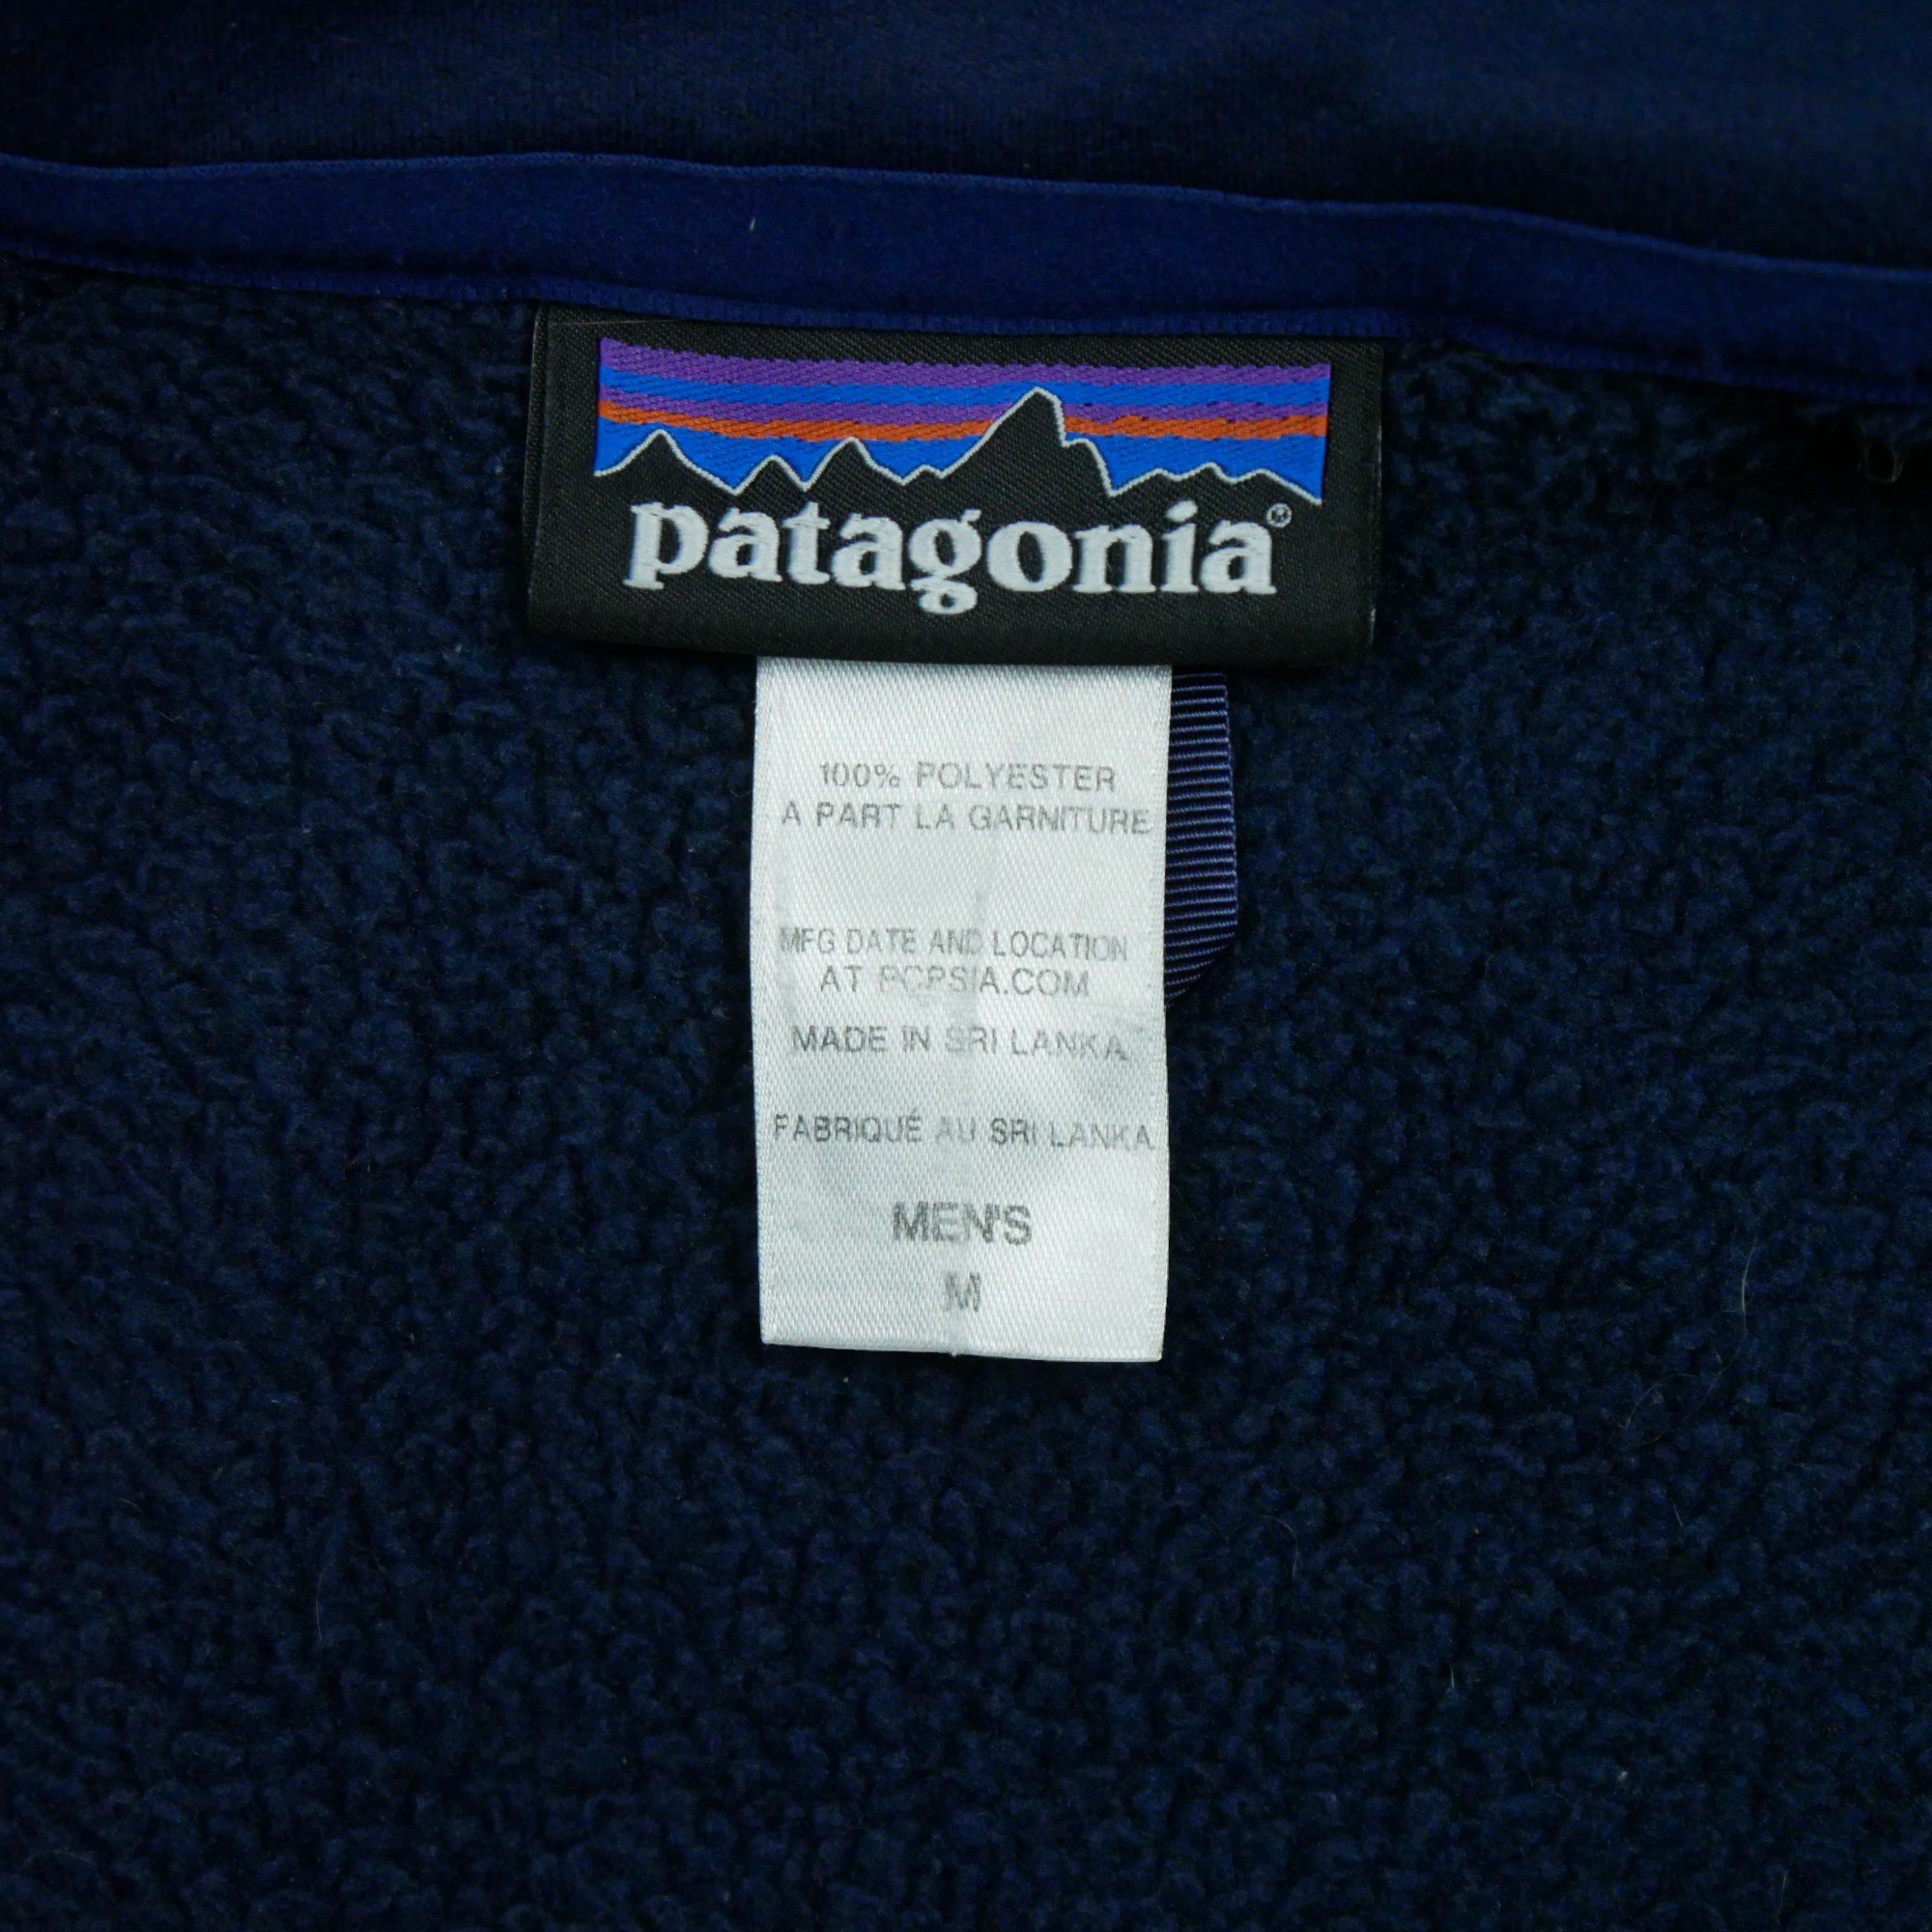 patagonia®
100% POLYESTER
A PART LA GARNITURE
MFG DATE AND LOCATION
AT PCPSIA.COM
MADE IN SRI LANKA
FABRIQUÉ AU SRI LANKA
MEN'S
M